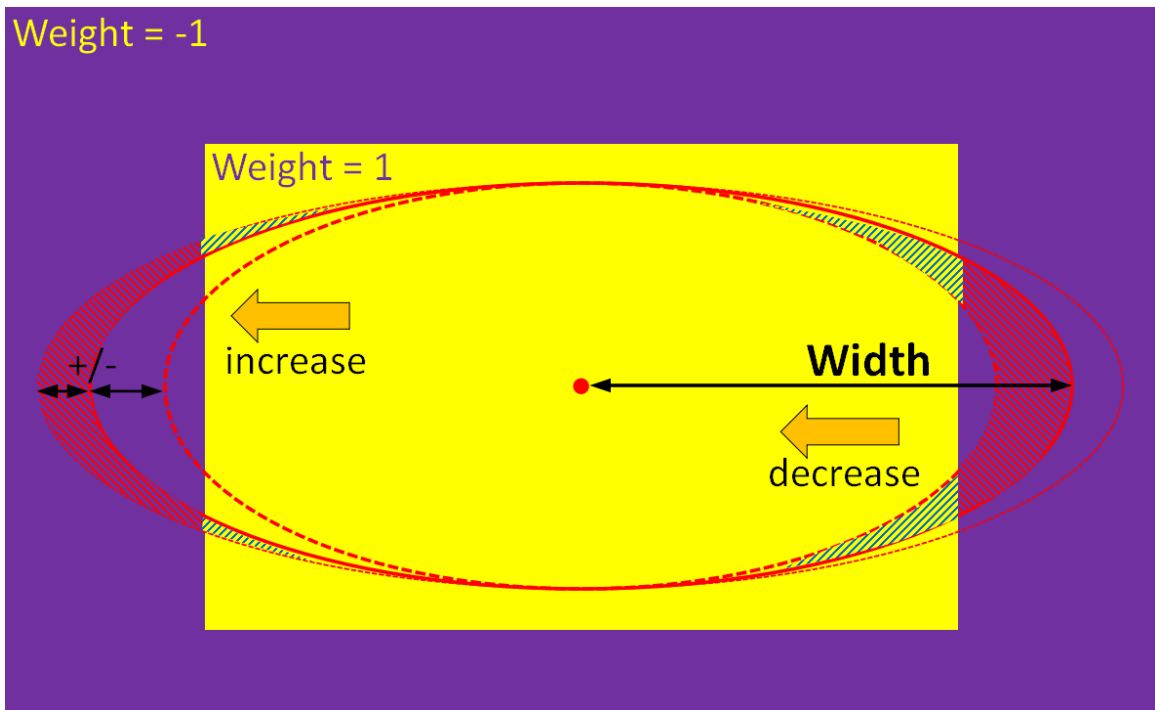 Weight = -1
Weight = 1
+/-
increase
Width
decrease